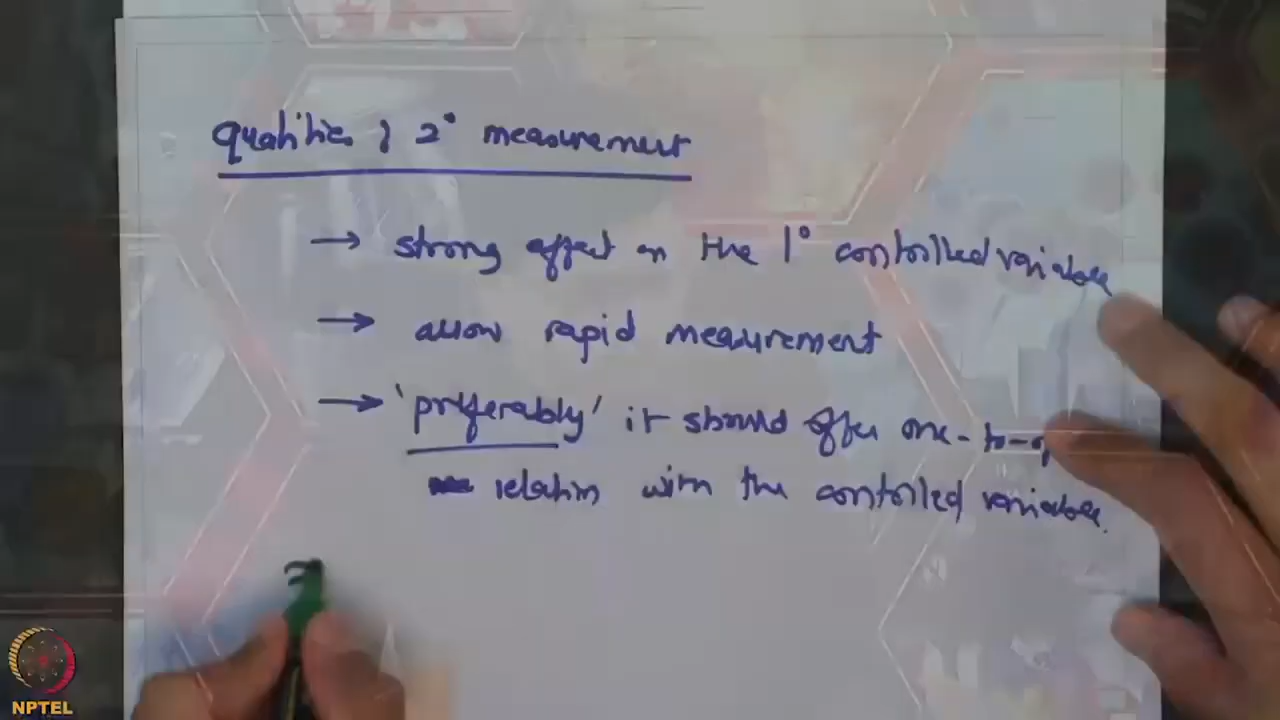 Qualities of 2° measurement
→ strong effect on the 1° controlled variable
→ allow rapid measurement
→ 'preferably' it should offer one-to-
relation with the controlled variable.
NPTEL